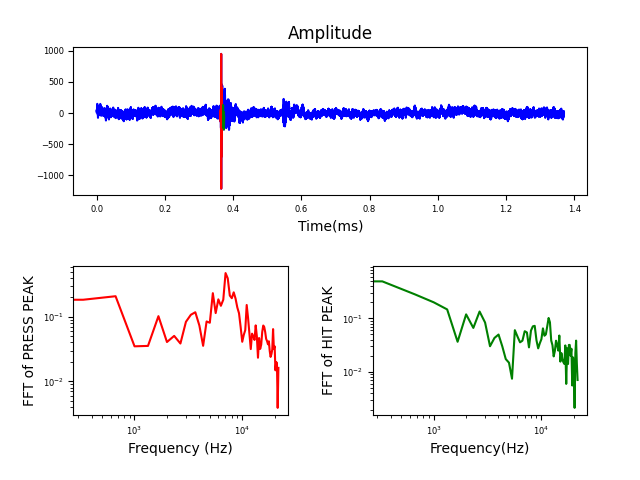 Amplitude
1000
500
0
−500
−1000
0.0 0.2 0.4 0.6 0.8 1.0 1.2 1.4
Time(ms)
FFT of PRESS PEAK
10⁻¹
10⁻²
10³ 10⁴
Frequency (Hz)
FFT of HIT PEAK
10⁻¹
10⁻²
10³ 10⁴
Frequency(Hz)